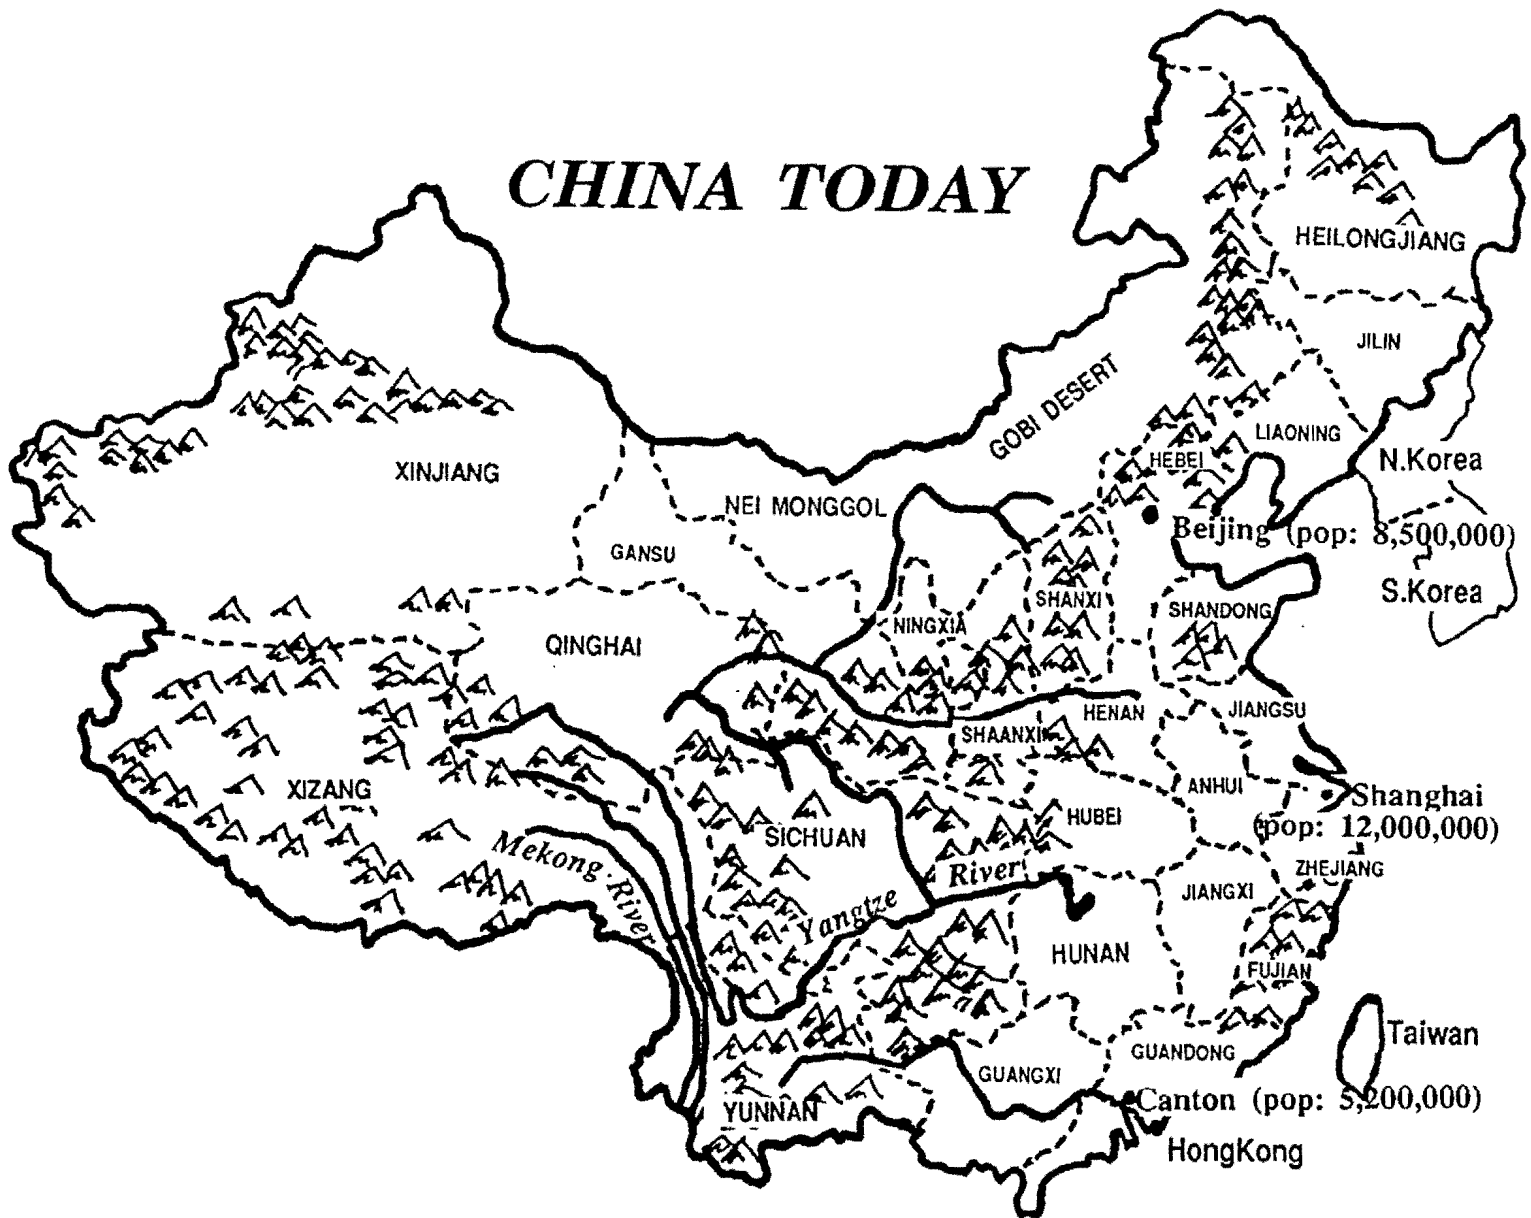 CHINA TODAY
HEILONGJIANG
JILIN
GOBI DESERT
LIAONING
HEBEI
N.Korea
XINJIANG
NEI MONGGOL
Beijing (pop: 8,500,000)
GANSU
S.Korea
SHANXI
SHANDONG
NINGXIA
QINGHAI
HENAN
JIANGSU
SHAANXI
XIZANG
ANHUI
Shanghai
(pop: 12,000,000)
HUBEI
SICHUAN
Mekong River
River
ZHEJIANG
JIANGXI
Yangtze
HUNAN
FUJIAN
Taiwan
GUANDONG
GUANGXI
Canton (pop: 5,200,000)
YUNNAN
HongKong